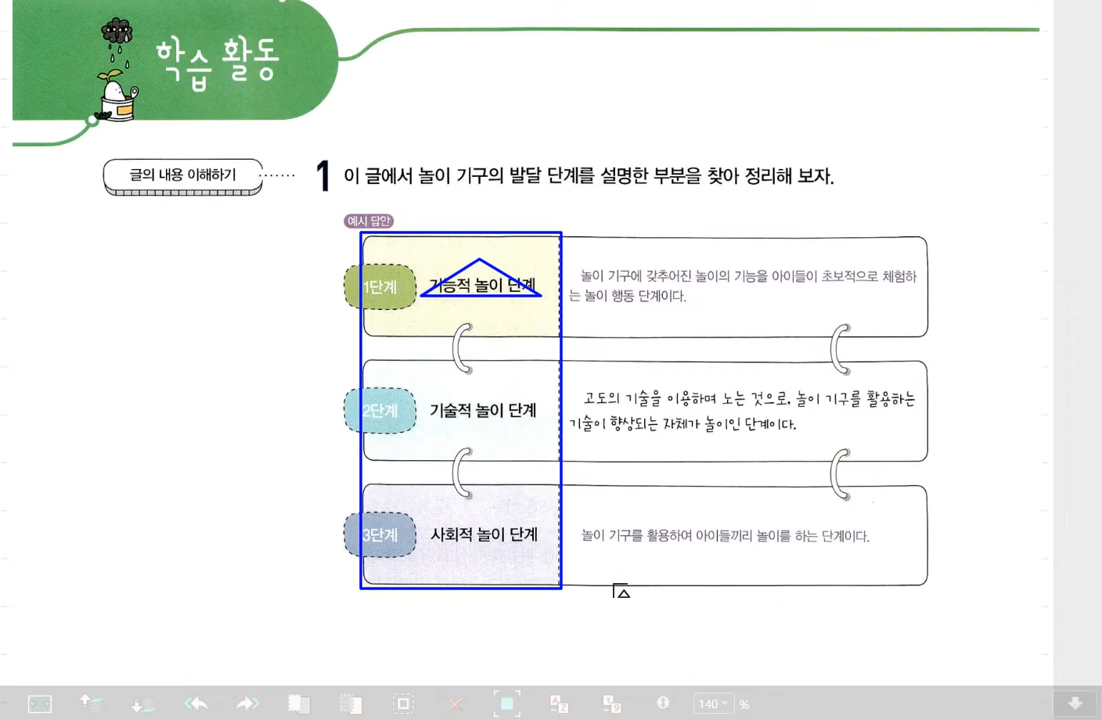 학습 활동
글의 내용 이해하기
1 이 글에서 놀이 기구의 발달 단계를 설명한 부분을 찾아 정리해 보자.
예시 답안
1단계
기능적 놀이 단계
놀이 기구에 갖추어진 놀이의 기능을 아이들이 초보적으로 체험하
는 놀이 행동 단계이다.
2단계
기술적 놀이 단계
고도의 기술을 이용하며 노는 것으로, 놀이 기구를 활용하는
기술이 향상되는 자체가 놀이인 단계이다.
3단계
사회적 놀이 단계
놀이 기구를 활용하여 아이들끼리 놀이를 하는 단계이다.
140 %